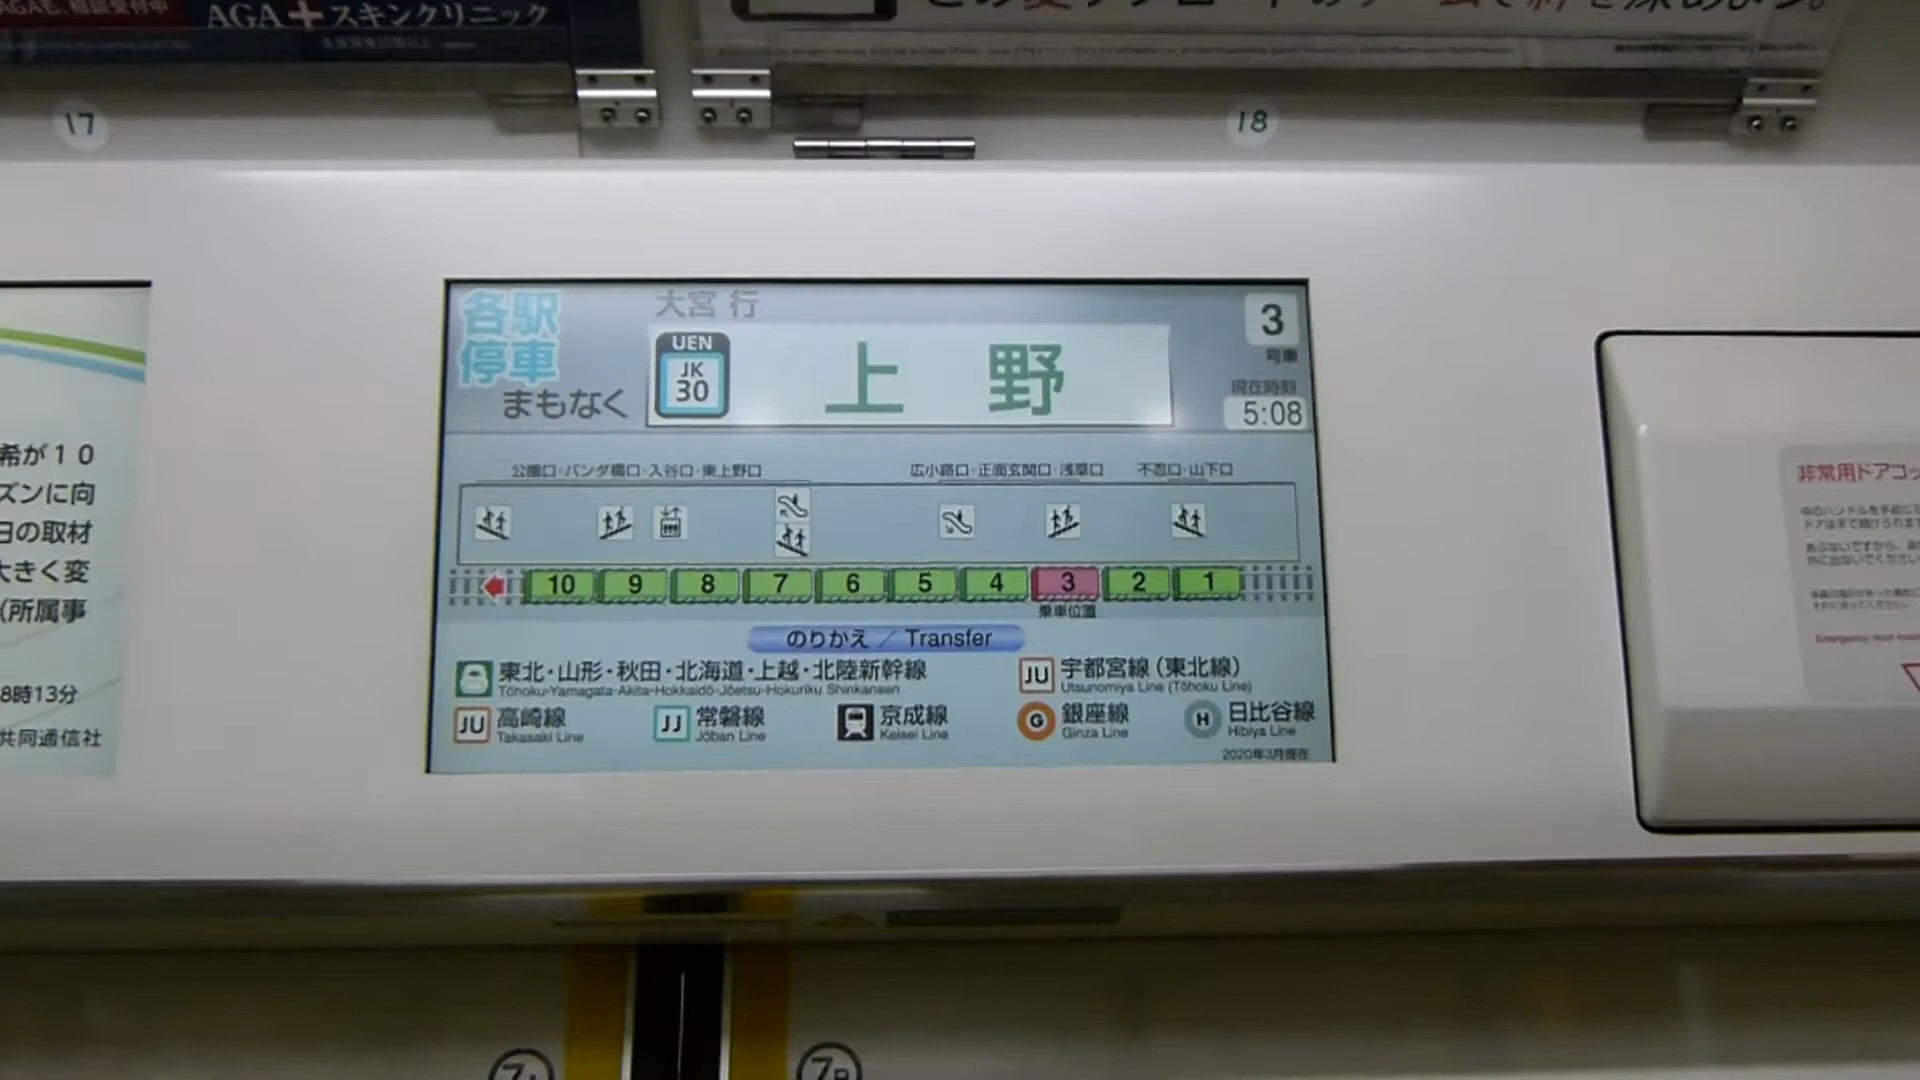 AGA+スキンクリニック
17
18
各駅停車
大宮 行
まもなく
UEN
JK
30
上野
3
号車
現在時刻
5:08
公園口・パンダ橋口・入谷口・東上野口
広小路口・正面玄関口・浅草口
不忍口・山下口
10 9 8 7 6 5 4 3 2 1
乗車位置
のりかえ / Transfer
東北・山形・秋田・北海道・上越・北陸新幹線
Tōhoku-Yamagata-Akita-Hokkaidō-Jōetsu-Hokuriku Shinkansen
JU 宇都宮線(東北線)
Utsunomiya Line (Tōhoku Line)
JU 高崎線
Takasaki Line
JJ 常磐線
Jōban Line
京成線
Keisei Line
G 銀座線
Ginza Line
H 日比谷線
Hibiya Line
2020年3月現在
希が10
ズンに向
日の取材
大きく変
(所属事
8時13分
共同通信社
非常用ドアコッ